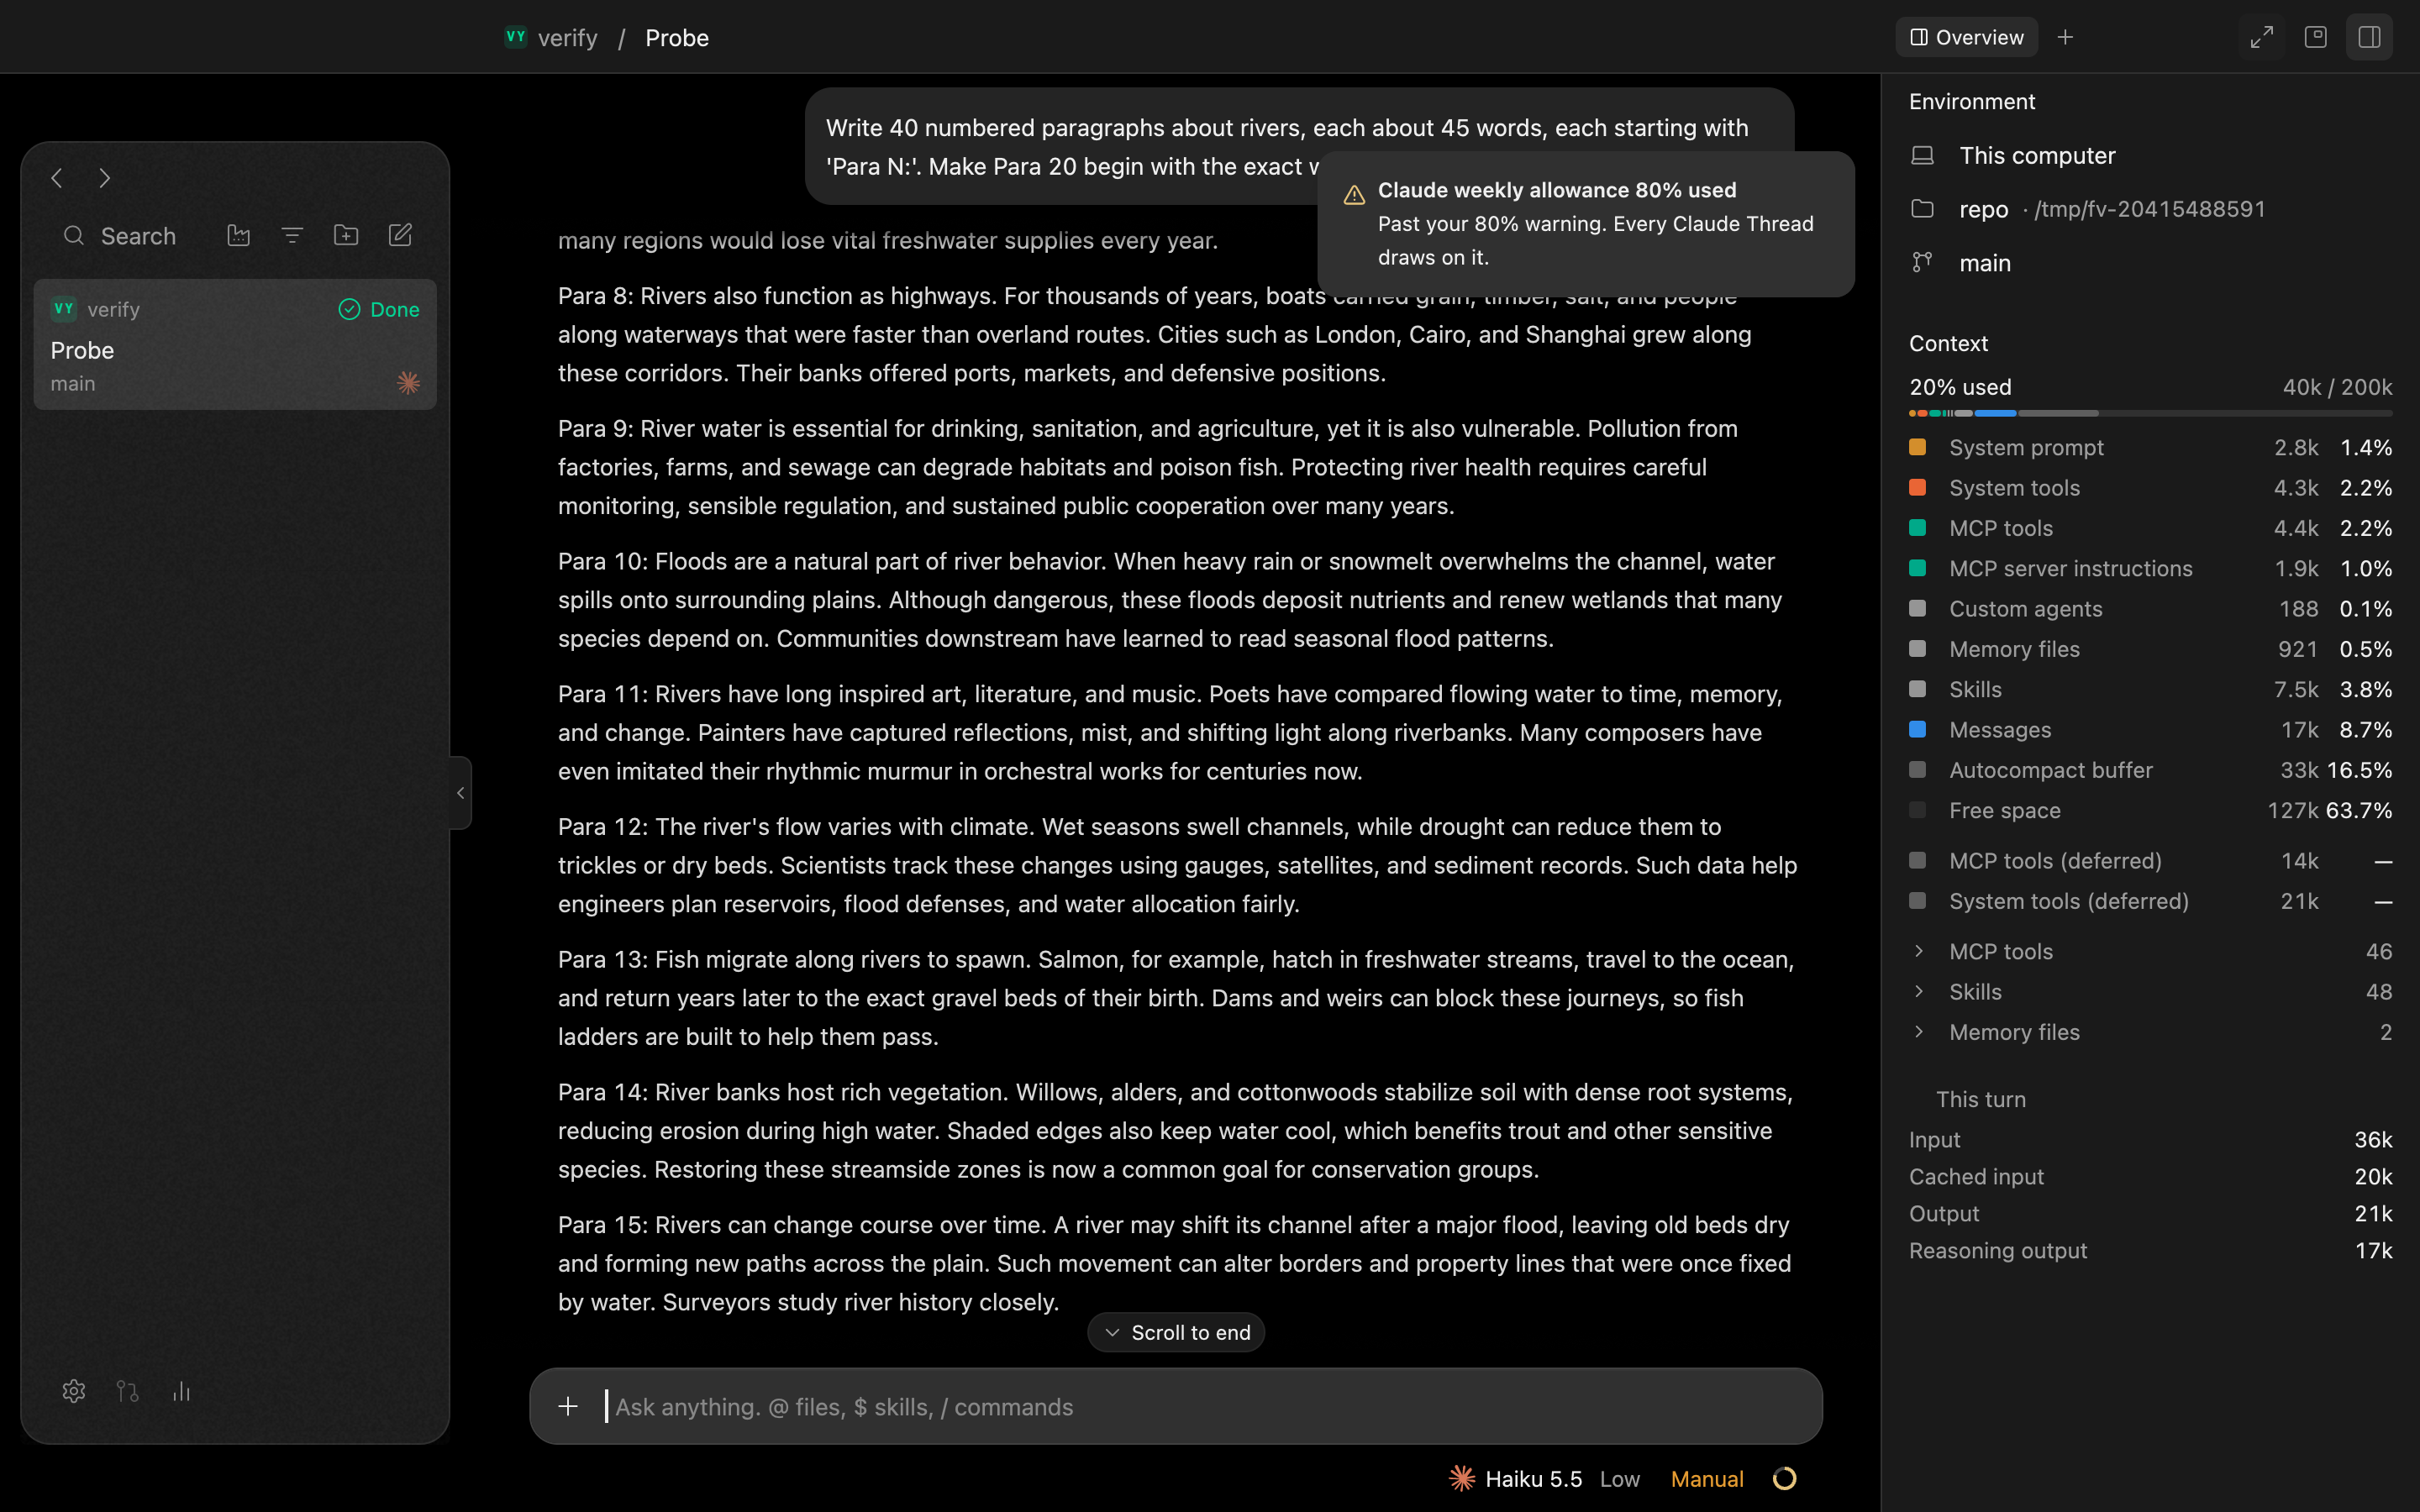 VY verify / Probe
Overview
Search
VY verify Done
Probe
main
Write 40 numbered paragraphs about rivers, each about 45 words, each starting with
'Para N:'. Make Para 20 begin with the exact
Claude weekly allowance 80% used
Past your 80% warning. Every Claude Thread
draws on it.
many regions would lose vital freshwater supplies every year.
Para 8: Rivers also function as highways. For thousands of years, boats carried grain, timber, salt, and people
along waterways that were faster than overland routes. Cities such as London, Cairo, and Shanghai grew along
these corridors. Their banks offered ports, markets, and defensive positions.
Para 9: River water is essential for drinking, sanitation, and agriculture, yet it is also vulnerable. Pollution from
factories, farms, and sewage can degrade habitats and poison fish. Protecting river health requires careful
monitoring, sensible regulation, and sustained public cooperation over many years.
Para 10: Floods are a natural part of river behavior. When heavy rain or snowmelt overwhelms the channel, water
spills onto surrounding plains. Although dangerous, these floods deposit nutrients and renew wetlands that many
species depend on. Communities downstream have learned to read seasonal flood patterns.
Para 11: Rivers have long inspired art, literature, and music. Poets have compared flowing water to time, memory,
and change. Painters have captured reflections, mist, and shifting light along riverbanks. Many composers have
even imitated their rhythmic murmur in orchestral works for centuries now.
Para 12: The river's flow varies with climate. Wet seasons swell channels, while drought can reduce them to
trickles or dry beds. Scientists track these changes using gauges, satellites, and sediment records. Such data help
engineers plan reservoirs, flood defenses, and water allocation fairly.
Para 13: Fish migrate along rivers to spawn. Salmon, for example, hatch in freshwater streams, travel to the ocean,
and return years later to the exact gravel beds of their birth. Dams and weirs can block these journeys, so fish
ladders are built to help them pass.
Para 14: River banks host rich vegetation. Willows, alders, and cottonwoods stabilize soil with dense root systems,
reducing erosion during high water. Shaded edges also keep water cool, which benefits trout and other sensitive
species. Restoring these streamside zones is now a common goal for conservation groups.
Para 15: Rivers can change course over time. A river may shift its channel after a major flood, leaving old beds dry
and forming new paths across the plain. Such movement can alter borders and property lines that were once fixed
by water. Surveyors study river history closely.
Scroll to end
Ask anything. @ files, $ skills, / commands
Haiku 5.5 Low Manual
Environment
This computer
repo · /tmp/fv-20415488591
main
Context
20% used 40k / 200k
System prompt 2.8k 1.4%
System tools 4.3k 2.2%
MCP tools 4.4k 2.2%
MCP server instructions 1.9k 1.0%
Custom agents 188 0.1%
Memory files 921 0.5%
Skills 7.5k 3.8%
Messages 17k 8.7%
Autocompact buffer 33k 16.5%
Free space 127k 63.7%
MCP tools (deferred) 14k —
System tools (deferred) 21k —
MCP tools 46
Skills 48
Memory files 2
This turn
Input 36k
Cached input 20k
Output 21k
Reasoning output 17k